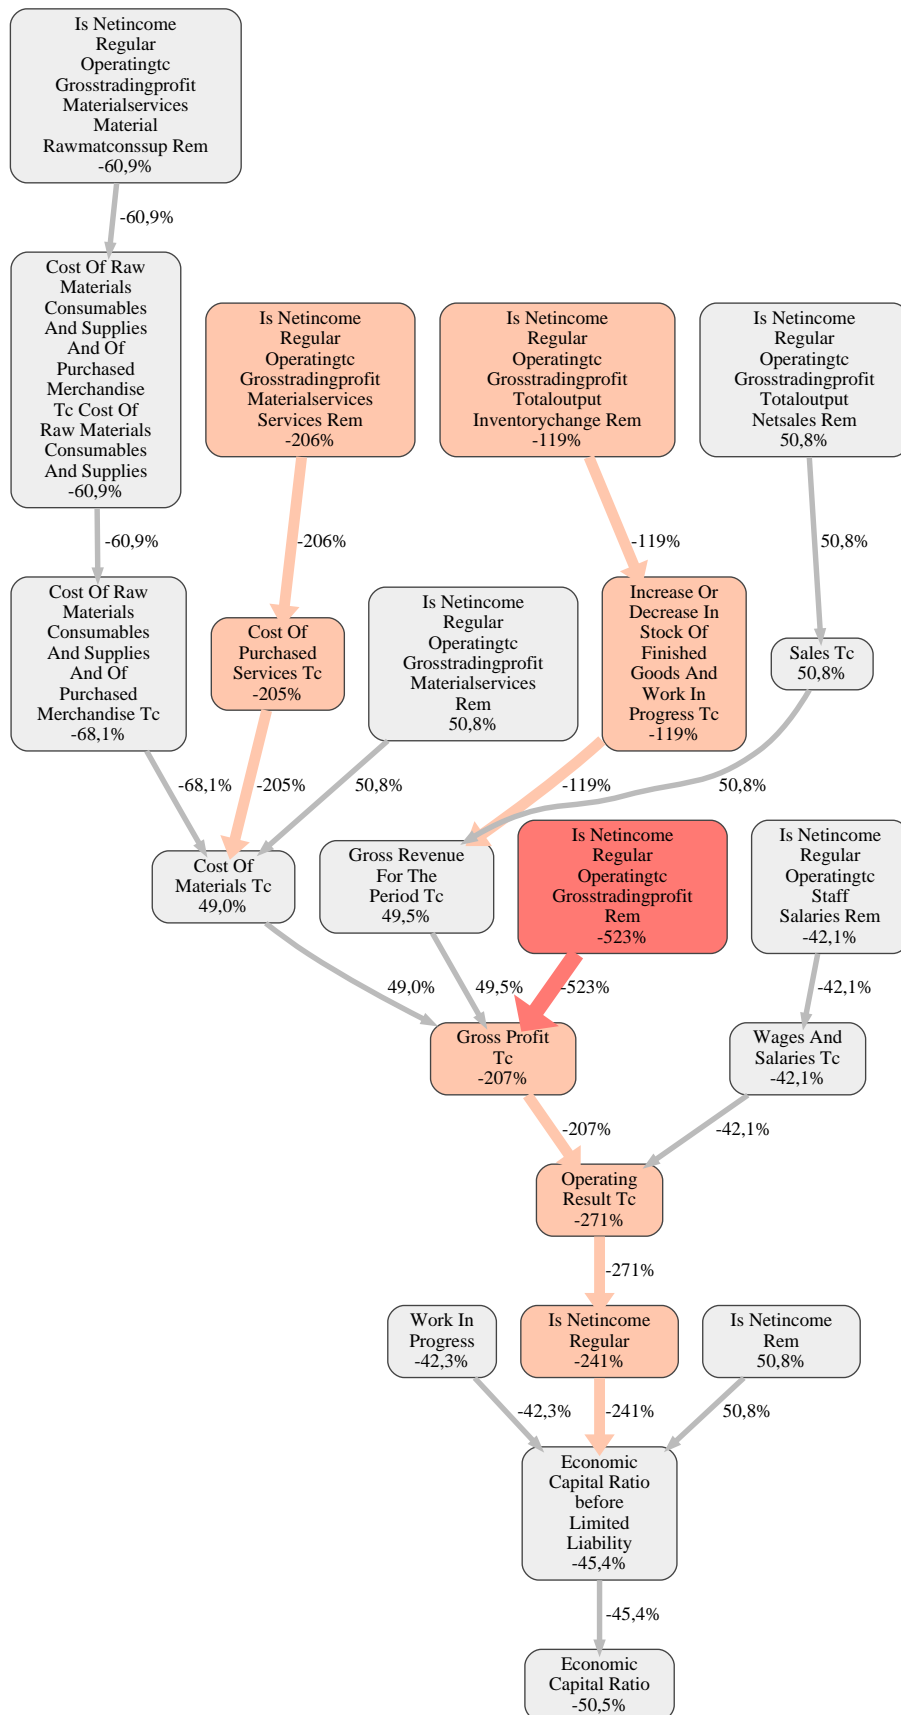 Is Netincome
Regular
Operatingtc
Grosstradingprofit
Materialservices
Material
Rawmatconssup Rem
-60,9%
-60,9%
Cost Of Raw
Materials
Consumables
And Supplies
And Of
Purchased
Merchandise
Tc Cost Of
Raw Materials
Consumables
And Supplies
-60,9%
Is Netincome
Regular
Operatingtc
Grosstradingprofit
Materialservices
Services Rem
-206%
Is Netincome
Regular
Operatingtc
Grosstradingprofit
Totaloutput
Inventorychange Rem
-119%
Is Netincome
Regular
Operatingtc
Grosstradingprofit
Totaloutput
Netsales Rem
50,8%
-60,9%
-206%
-119%
50,8%
Cost Of Raw
Materials
Consumables
And Supplies
And Of
Purchased
Merchandise Tc
-68,1%
Cost Of
Purchased
Services Tc
-205%
Is Netincome
Regular
Operatingtc
Grosstradingprofit
Materialservices
Rem
50,8%
Increase Or
Decrease In
Stock Of
Finished
Goods And
Work In
Progress Tc
-119%
Sales Tc
50,8%
-68,1%
-205%
50,8%
-119%
50,8%
Cost Of
Materials Tc
49,0%
Gross Revenue
For The
Period Tc
49,5%
Is Netincome
Regular
Operatingtc
Grosstradingprofit
Rem
-523%
Is Netincome
Regular
Operatingtc
Staff
Salaries Rem
-42,1%
49,0%
49,5%
-523%
-42,1%
Gross Profit
Tc
-207%
Wages And
Salaries Tc
-42,1%
-207%
-42,1%
Operating
Result Tc
-271%
-271%
Work In
Progress
-42,3%
Is Netincome
Regular
-241%
Is Netincome
Rem
50,8%
-42,3%
-241%
50,8%
Economic
Capital Ratio
before
Limited
Liability
-45,4%
-45,4%
Economic
Capital Ratio
-50,5%